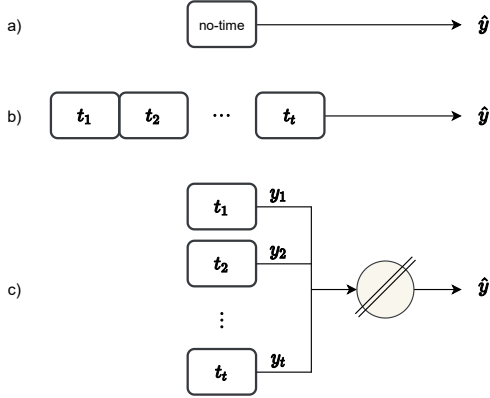 a) no-time ŷ
b) t₁ t₂ ... tₜ ŷ
t₁ y₁
t₂ y₂
c) ⋮ ŷ
tₜ yₜ